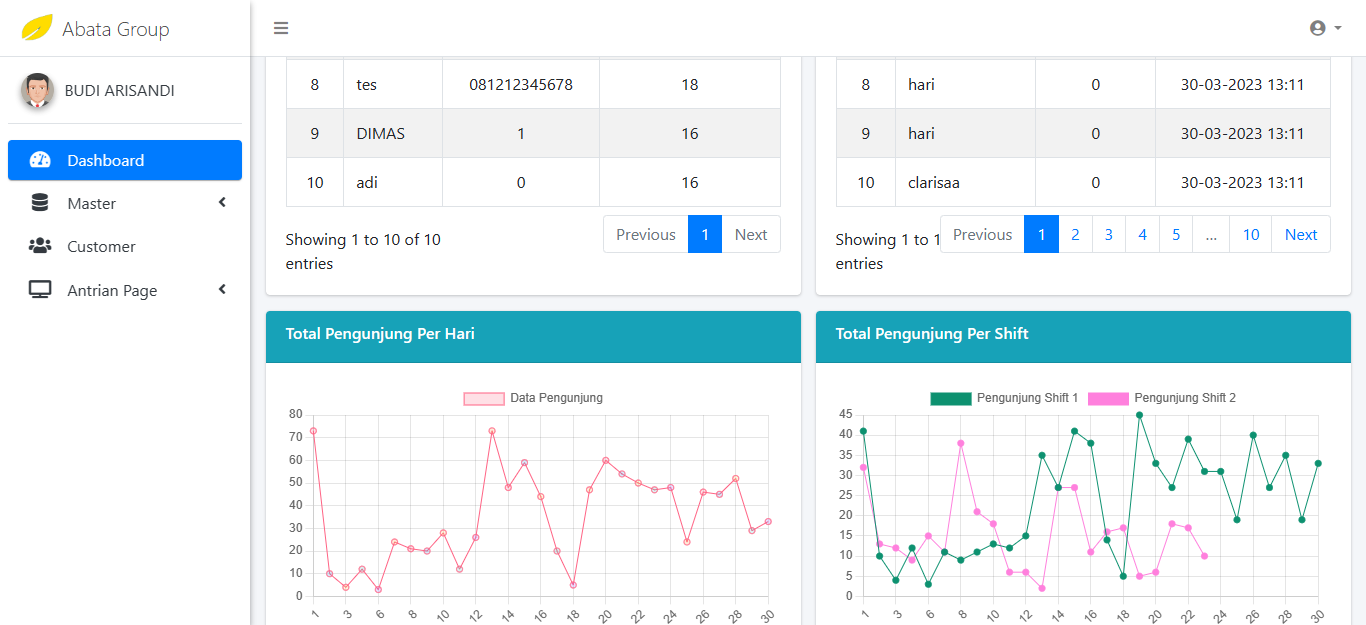 Abata Group
BUDI ARISANDI
Dashboard
Master
Customer
Antrian Page
8 tes 081212345678 18
9 DIMAS 1 16
10 adi 0 16
Showing 1 to 10 of 10
entries
Previous 1 Next
8 hari 0 30-03-2023 13:11
9 hari 0 30-03-2023 13:11
10 clarisaa 0 30-03-2023 13:11
Showing 1 to 1
entries
Previous 1 2 3 4 5 ... 10 Next
Total Pengunjung Per Hari
Data Pengunjung
80
70
60
50
40
30
20
10
0
1 3 6 8 10 12 14 16 18 20 22 24 26 28 30
Total Pengunjung Per Shift
Pengunjung Shift 1 Pengunjung Shift 2
45
40
35
30
25
20
15
10
5
0
1 3 6 8 10 12 14 16 18 20 22 24 26 28 30